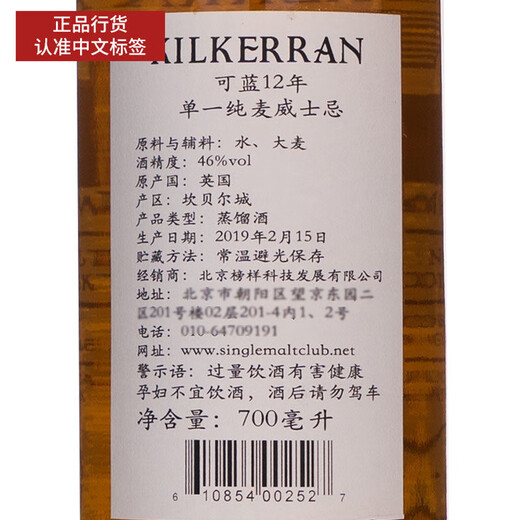 正品行货
认准中文标签
KILKERRAN
可蓝12年
单一纯麦威士忌
原料与辅料：水、大麦
酒精度：46%vol
原产国：英国
产区：坎贝尔城
产品类型：蒸馏酒
生产日期：2019年2月15日
贮藏方法：常温避光保存
经销商：北京榜样科技发展有限公司
地址：北京市朝阳区望京东园二
区201号楼02层201-4内1、2号
电话：010-64709191
网址：www.singlemaltclub.net
警示语：过量饮酒有害健康
孕妇不宜饮酒，酒后请勿驾车
净含量：700毫升
6 10854 00252 7